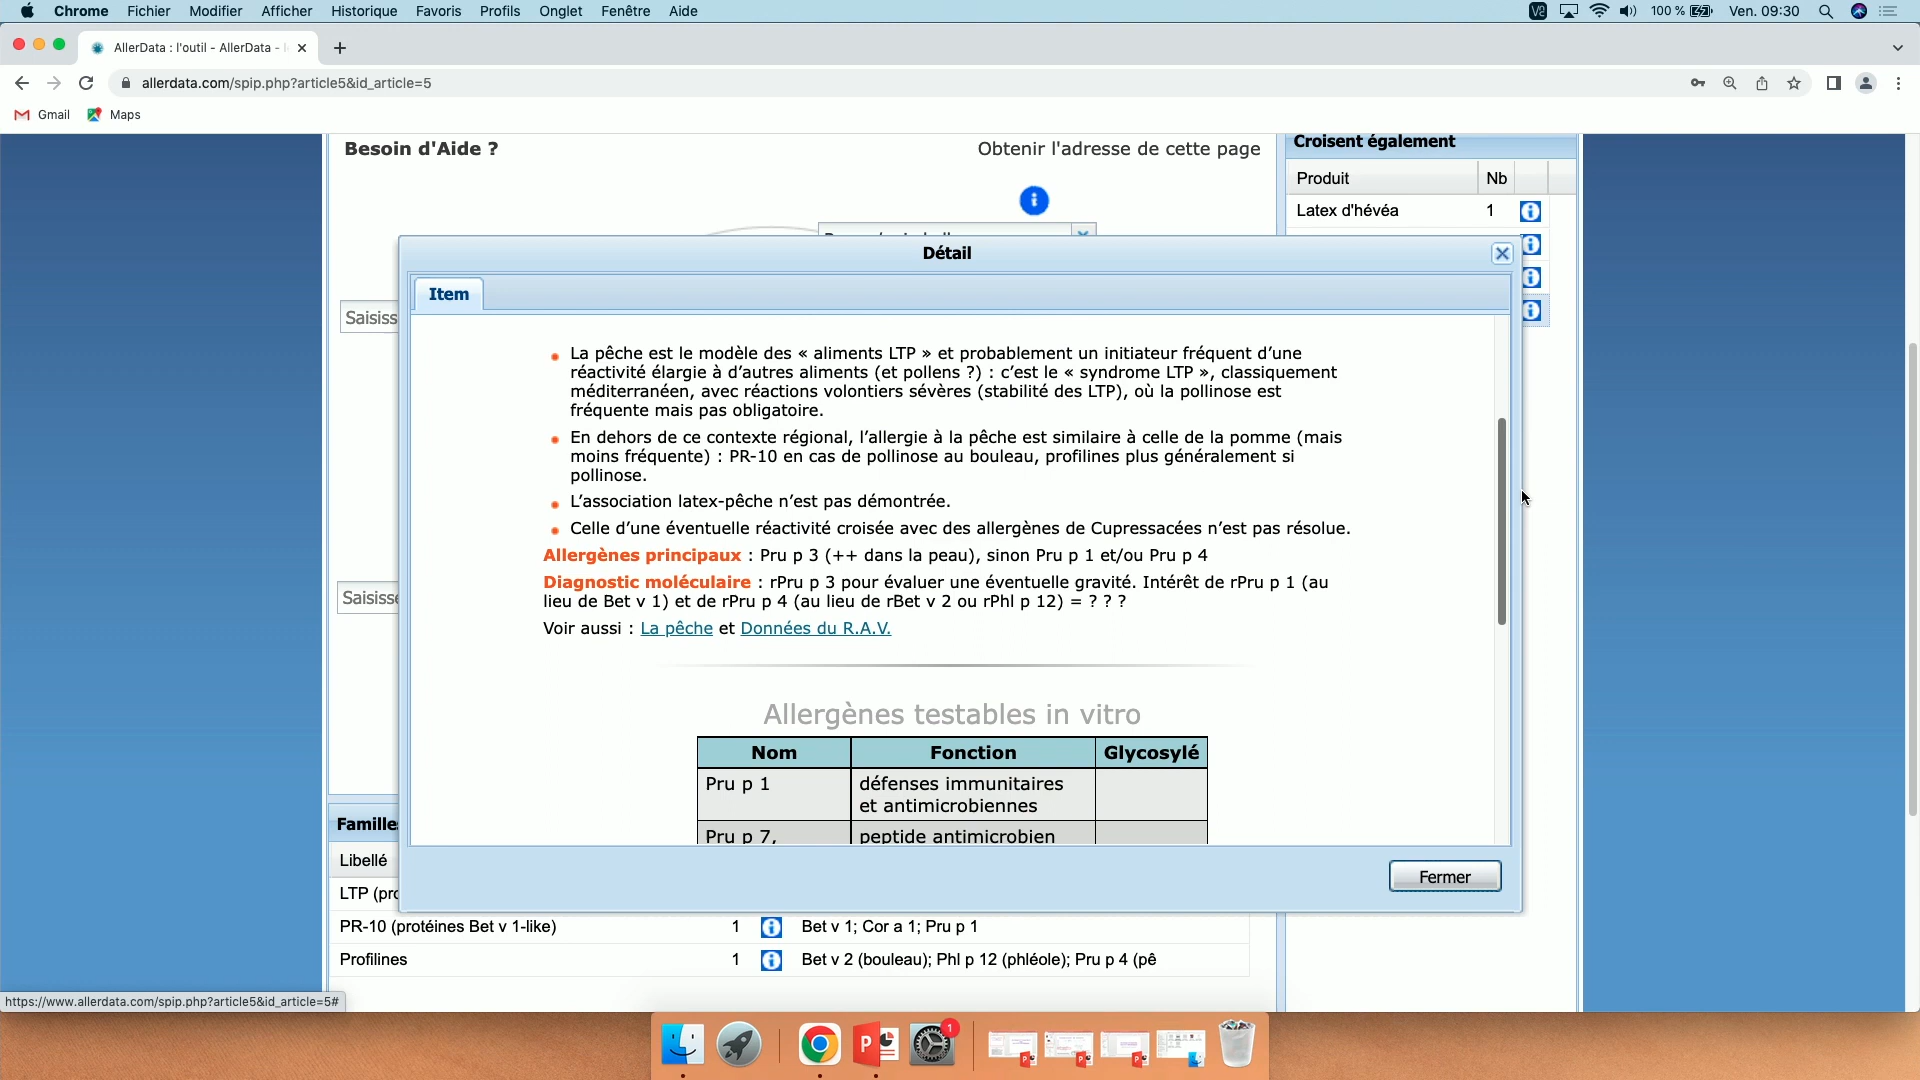 Chrome Fichier Modifier Afficher Historique Favoris Profils Onglet Fenêtre Aide 100 % Ven. 09:30
AllerData : l'outil - AllerData -
allerdata.com/spip.php?article5&id_article=5
Gmail Maps
Besoin d'Aide ? Obtenir l'adresse de cette page
Croisent également
Produit Nb
Latex d'hévéa 1
Détail
Item
Saisiss
La pêche est le modèle des « aliments LTP » et probablement un initiateur fréquent d’une
réactivité élargie à d’autres aliments (et pollens ?) : c’est le « syndrome LTP », classiquement
méditerranéen, avec réactions volontiers sévères (stabilité des LTP), où la pollinose est
fréquente mais pas obligatoire.
En dehors de ce contexte régional, l’allergie à la pêche est similaire à celle de la pomme (mais
moins fréquente) : PR-10 en cas de pollinose au bouleau, profilines plus généralement si
pollinose.
L’association latex-pêche n’est pas démontrée.
Celle d’une éventuelle réactivité croisée avec des allergènes de Cupressacées n’est pas résolue.
Allergènes principaux : Pru p 3 (++ dans la peau), sinon Pru p 1 et/ou Pru p 4
Diagnostic moléculaire : rPru p 3 pour évaluer une éventuelle gravité. Intérêt de rPru p 1 (au
lieu de Bet v 1) et de rPru p 4 (au lieu de rBet v 2 ou rPhl p 12) = ? ? ?
Saisisse
Voir aussi : La pêche et Données du R.A.V.
Allergènes testables in vitro
Nom Fonction Glycosylé
Pru p 1 défenses immunitaires
et antimicrobiennes
Pru p 7, peptide antimicrobien
Fermer
Famille
Libellé
LTP (pro
PR-10 (protéines Bet v 1-like) 1 Bet v 1; Cor a 1; Pru p 1
Profilines 1 Bet v 2 (bouleau); Phl p 12 (phléole); Pru p 4 (pê
https://www.allerdata.com/spip.php?article5&id_article=5#
1